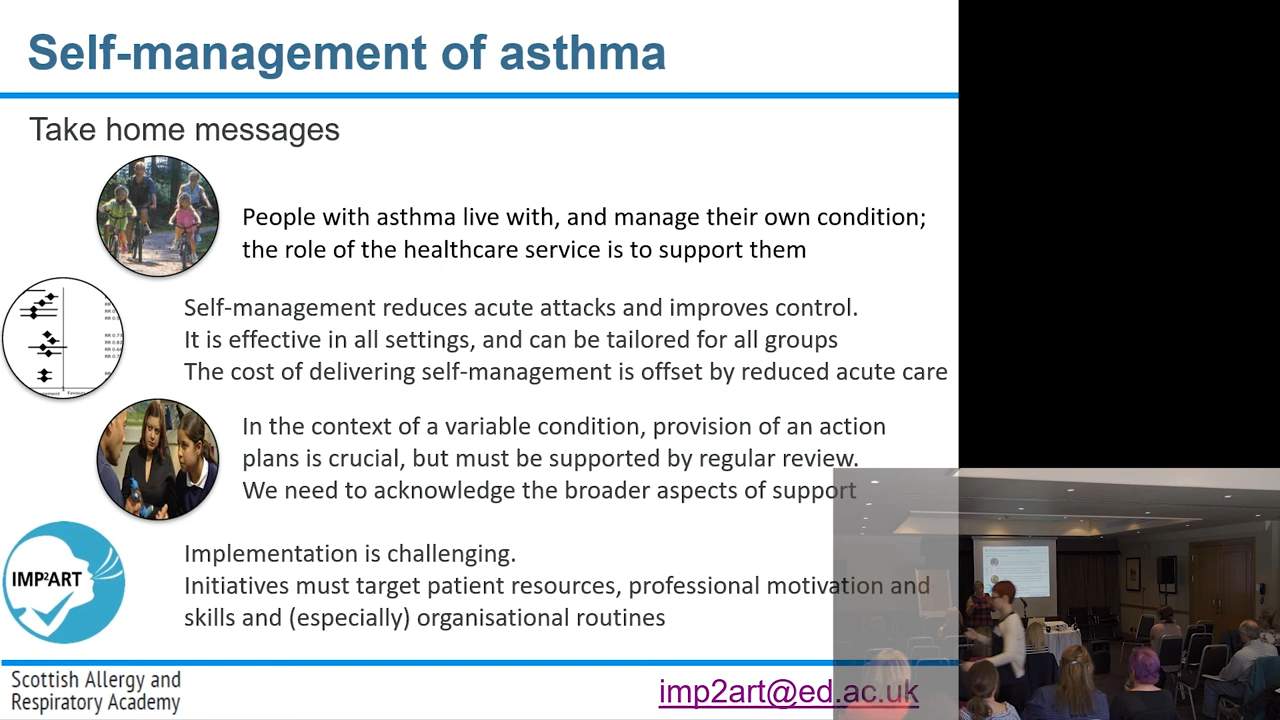 Self-management of asthma
Take home messages
People with asthma live with, and manage their own condition;
the role of the healthcare service is to support them
Self-management reduces acute attacks and improves control.
It is effective in all settings, and can be tailored for all groups
The cost of delivering self-management is offset by reduced acute care
In the context of a variable condition, provision of an action
plans is crucial, but must be supported by regular review.
We need to acknowledge the broader aspects of support
IMP²ART
Implementation is challenging.
Initiatives must target patient resources, professional motivation and
skills and (especially) organisational routines
Scottish Allergy and
Respiratory Academy
imp2art@ed.ac.uk